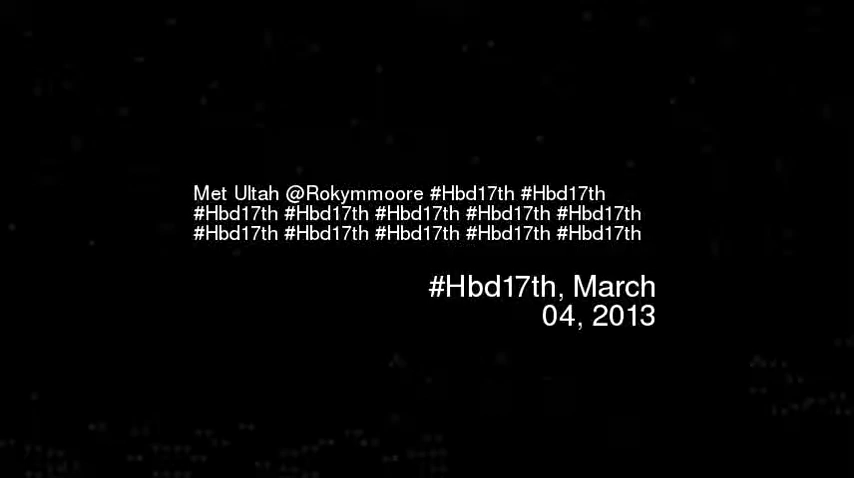 Met Ultah @Rokymmoore #Hbd17th #Hbd17th
#Hbd17th #Hbd17th #Hbd17th #Hbd17th #Hbd17th
#Hbd17th #Hbd17th #Hbd17th #Hbd17th #Hbd17th
#Hbd17th, March
04, 2013